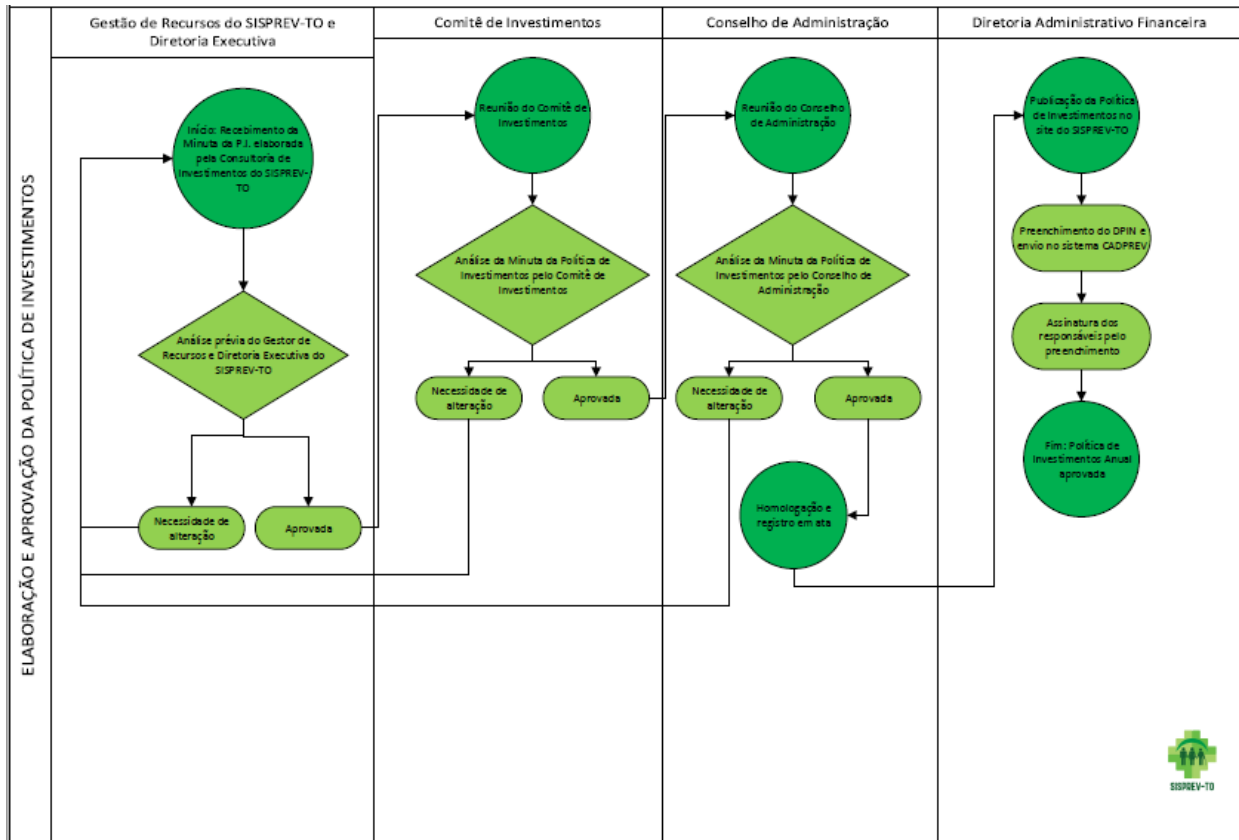 ELABORAÇÃO E APROVAÇÃO DA POLÍTICA DE INVESTIMENTOS
Gestão de Recursos do SISPREV-TO e
Diretoria Executiva
Início: Recebimento da
Minuta da P.I. elaborada
pela Consultoria de
Investimentos do SISPREV-
TO
Análise prévia do Gestor de
Recursos e Diretoria Executiva do
SISPREV-TO
Necessidade de
alteração
Aprovada
Comitê de Investimentos
Reunião do Comitê de
Investimentos
Análise da Minuta da Política de
Investimentos pelo Comitê de
Investimentos
Necessidade de
alteração
Aprovada
Conselho de Administração
Reunião do Conselho
de Administração
Análise da Minuta da Política de
Investimentos pelo Conselho de
Administração
Necessidade de
alteração
Aprovada
Homologação e
registro em ata
Diretoria Administrativo Financeira
Publicação da Política
de Investimentos no
site do SISPREV-TO
Preenchimento do DPIN e
envio no sistema CADPREV
Assinatura dos
responsáveis pelo
preenchimento
Fim: Política de
Investimentos Anual
aprovada
SISPREV-TO